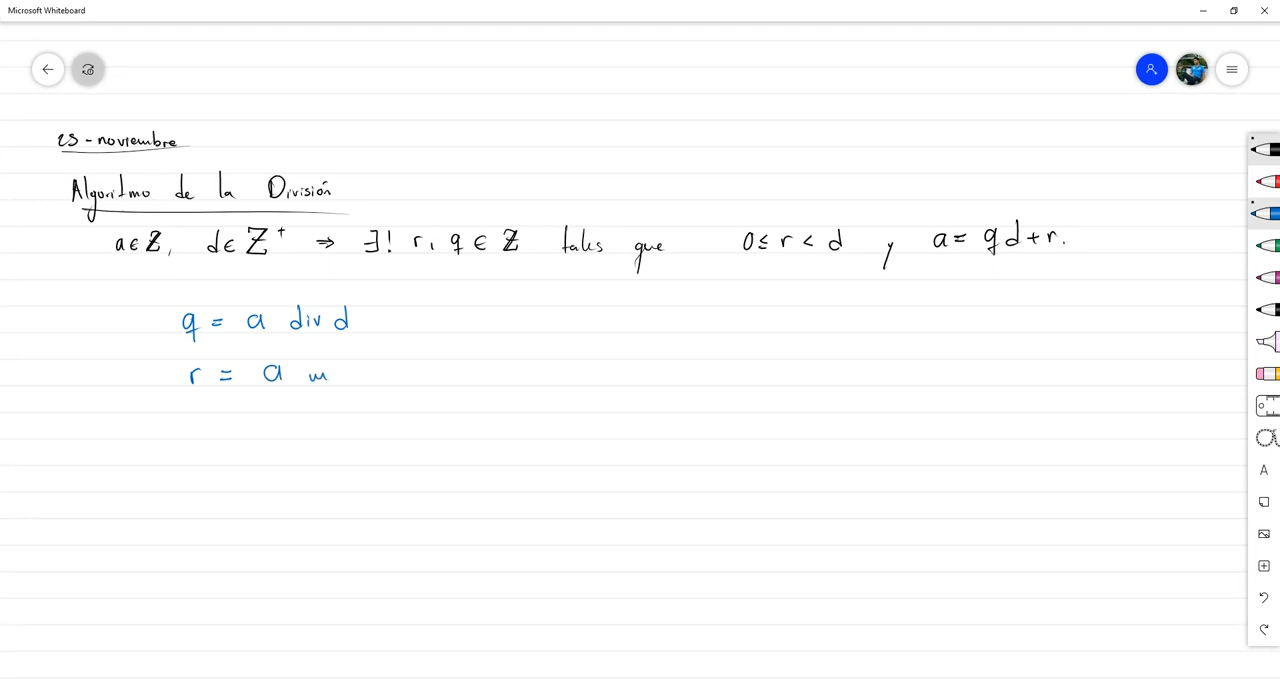 Microsoft Whiteboard
25 - noviembre
Algoritmo de la División
a ∈ ℤ, d ∈ ℤ⁺ ⇒ ∃! r, q ∈ ℤ tales que 0 ≤ r < d y a = qd + r.
q = a div d
r = a m
A